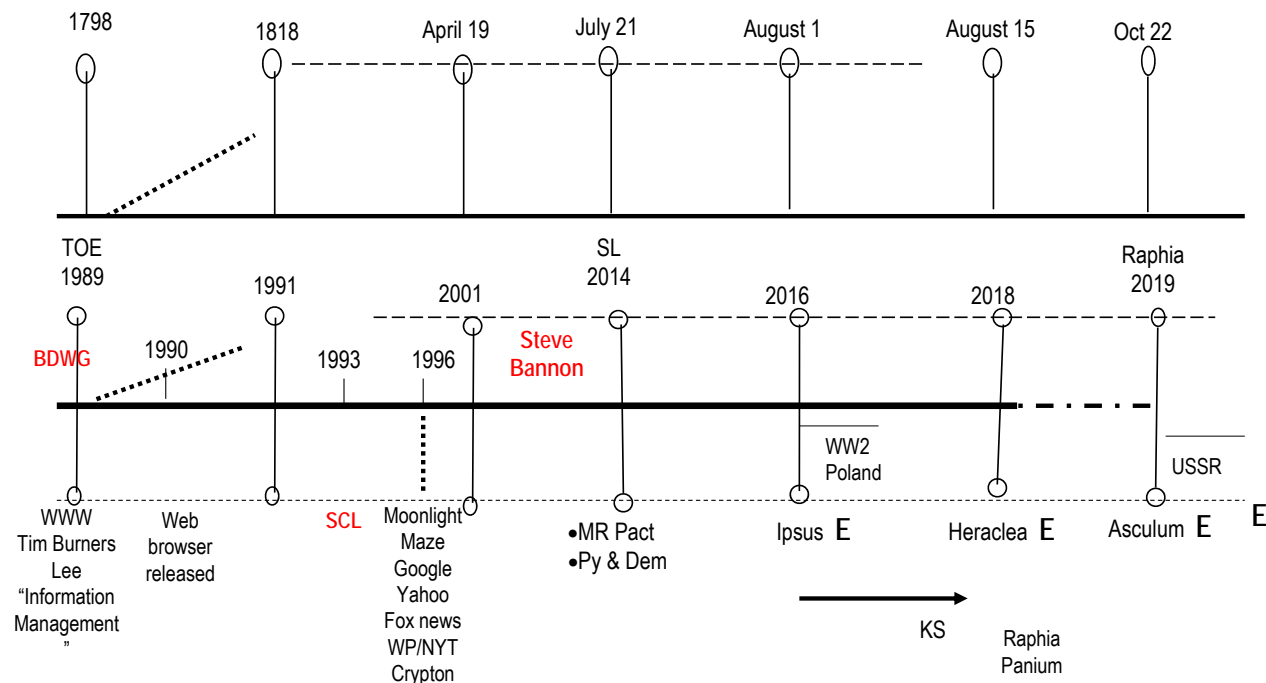 1798
1818
April 19
July 21
August 1
August 15
Oct 22
TOE
1989
1991
2001
SL
2014
2016
2018
Raphia
2019
BDWG
1990
1993
1996
Steve
Bannon
WW2
Poland
USSR
WWW
Tim Burners
Lee
“Information
Management
”
Web
browser
released
SCL
Moonlight
Maze
Google
Yahoo
Fox news
WP/NYT
Crypton
•MR Pact
•Py & Dem
Ipsus E
Heraclea E
Asculum E
E
KS
Raphia
Panium